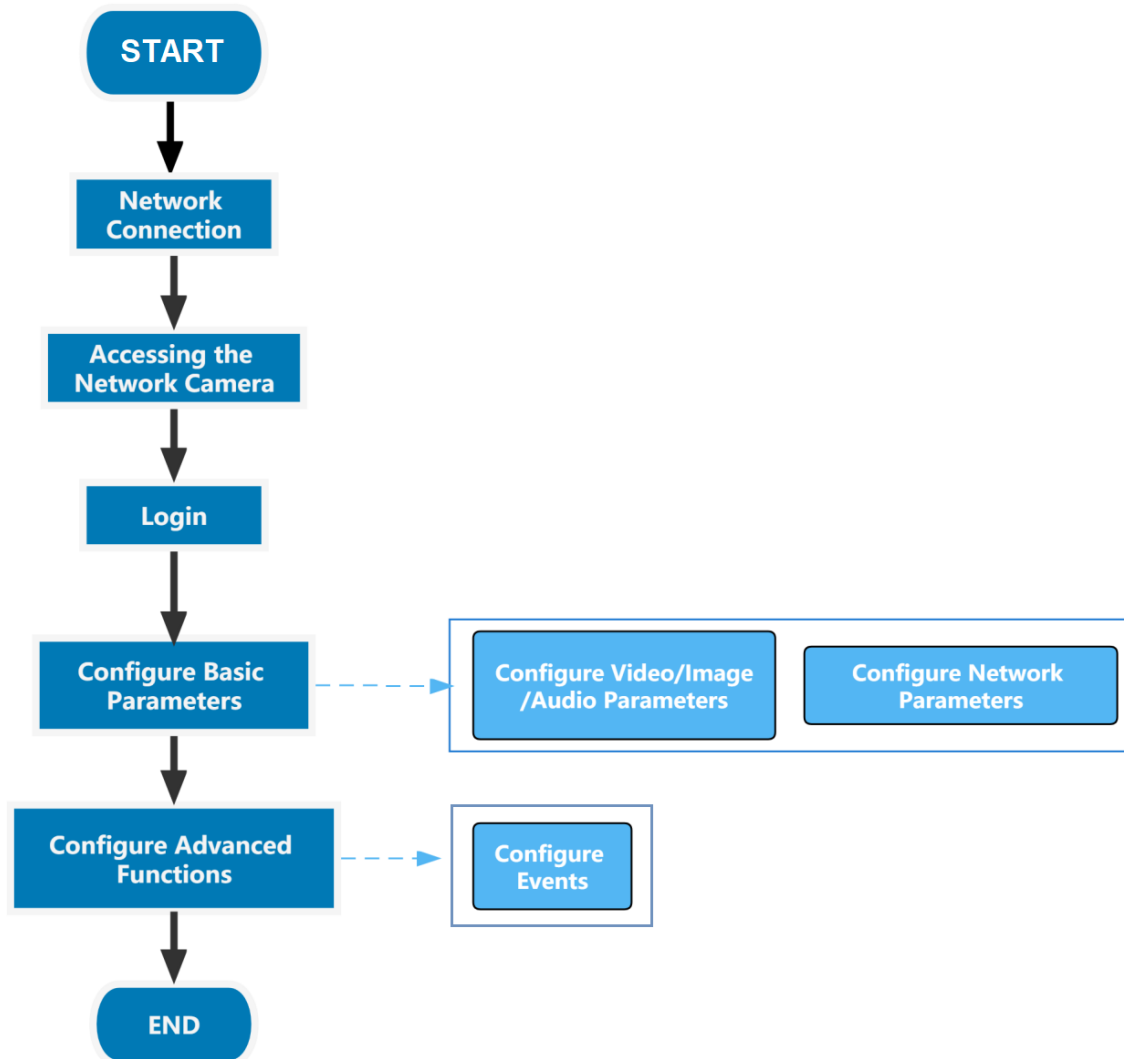 START
Network
Connection
Accessing the
Network Camera
Login
Configure Basic
Parameters
Configure Video/Image
/Audio Parameters
Configure Network
Parameters
Configure Advanced
Functions
Configure
Events
END